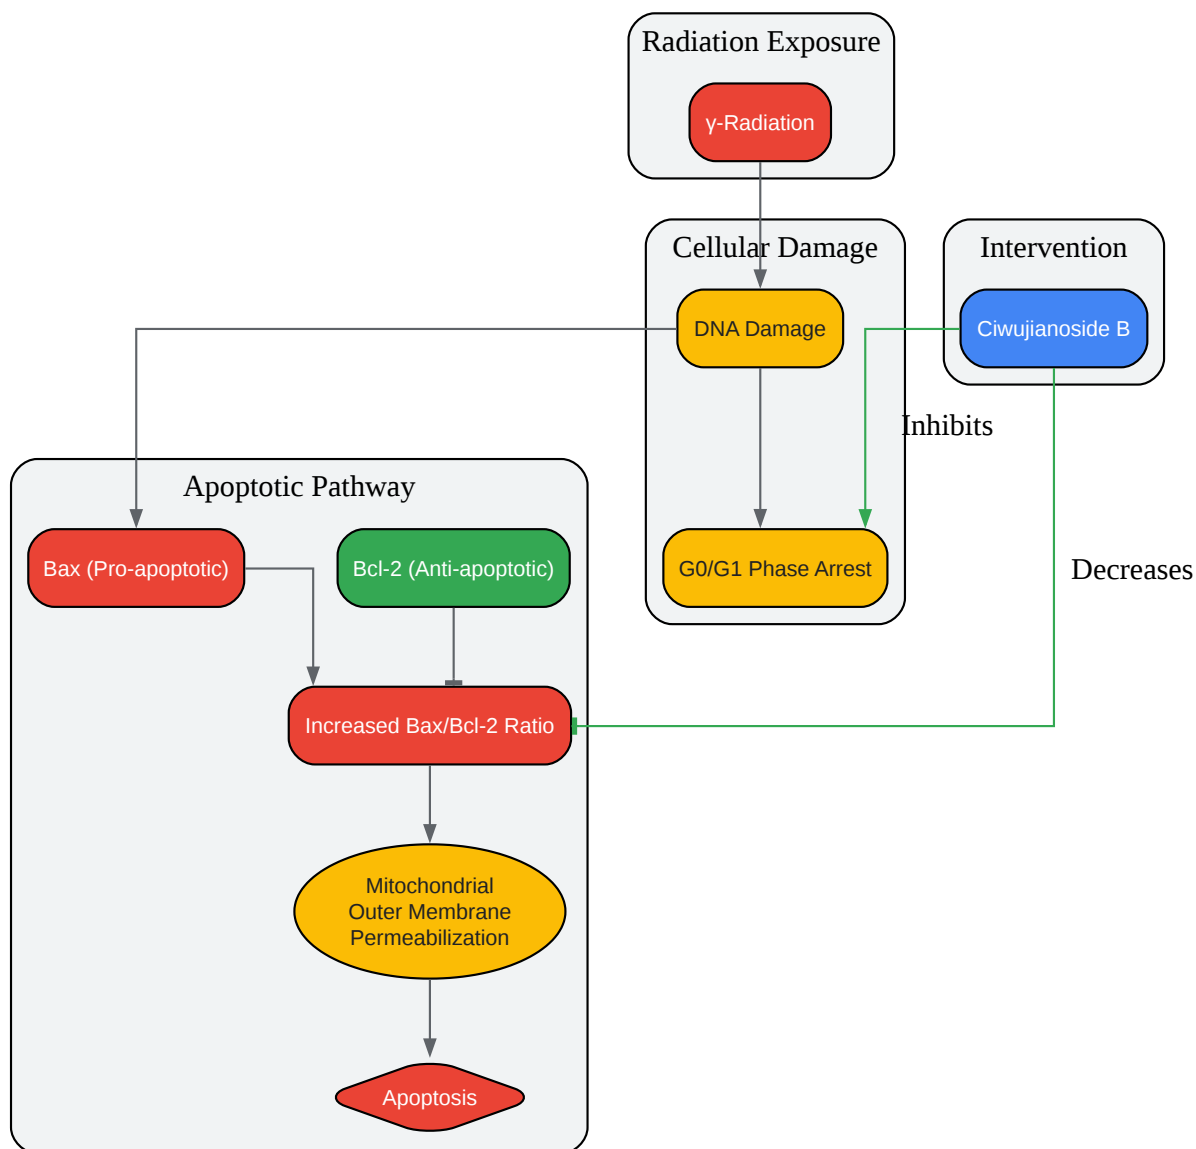 Radiation Exposure
γ-Radiation
Cellular Damage
Intervention
DNA Damage
Ciwujianoside B
Inhibits
Apoptotic Pathway
Bax (Pro-apoptotic)
Bcl-2 (Anti-apoptotic)
G0/G1 Phase Arrest
Decreases
Increased Bax/Bcl-2 Ratio
Mitochondrial
Outer Membrane
Permeabilization
Apoptosis